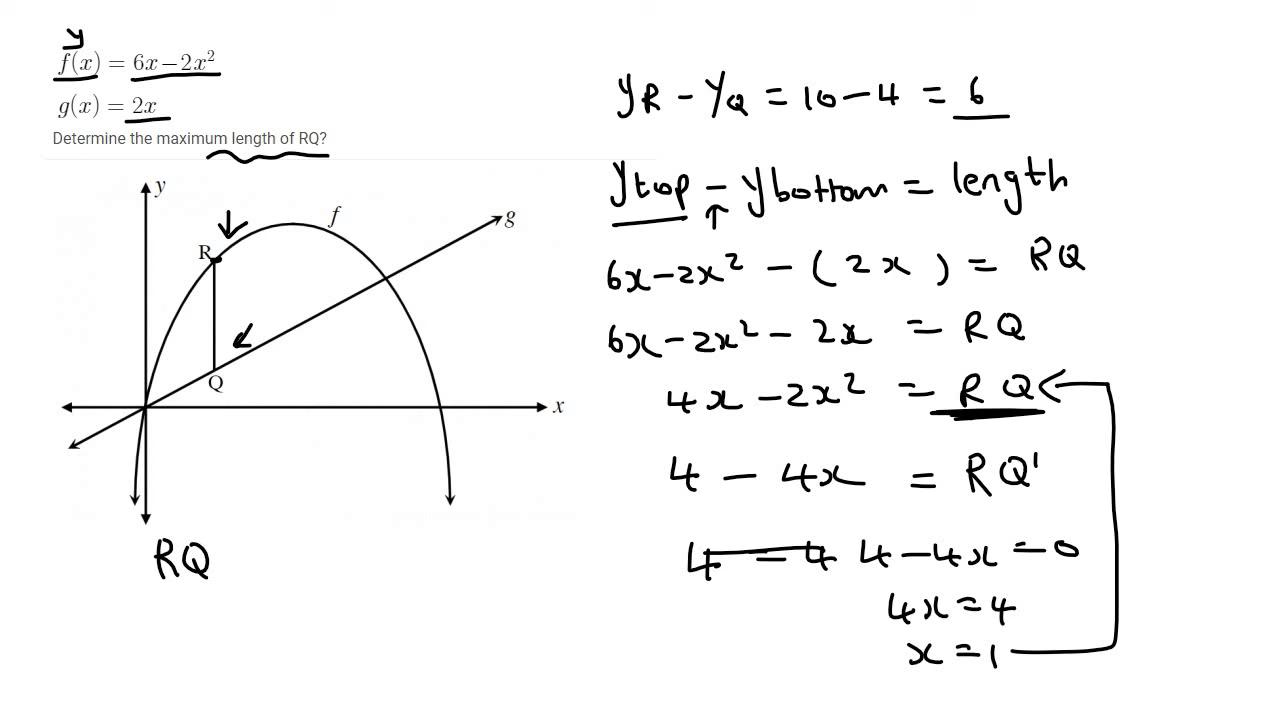 y
f(x) = 6x − 2x²
g(x) = 2x
Determine the maximum length of RQ?
y
f
g
R
Q
x
RQ
yR − yQ = 10 − 4 = 6
ytop − ybottom = length
6x − 2x² − (2x) = RQ
6x − 2x² − 2x = RQ
4x − 2x² = RQ
4 − 4x = RQ'
4 = 4 4 − 4x = 0
4x = 4
x = 1